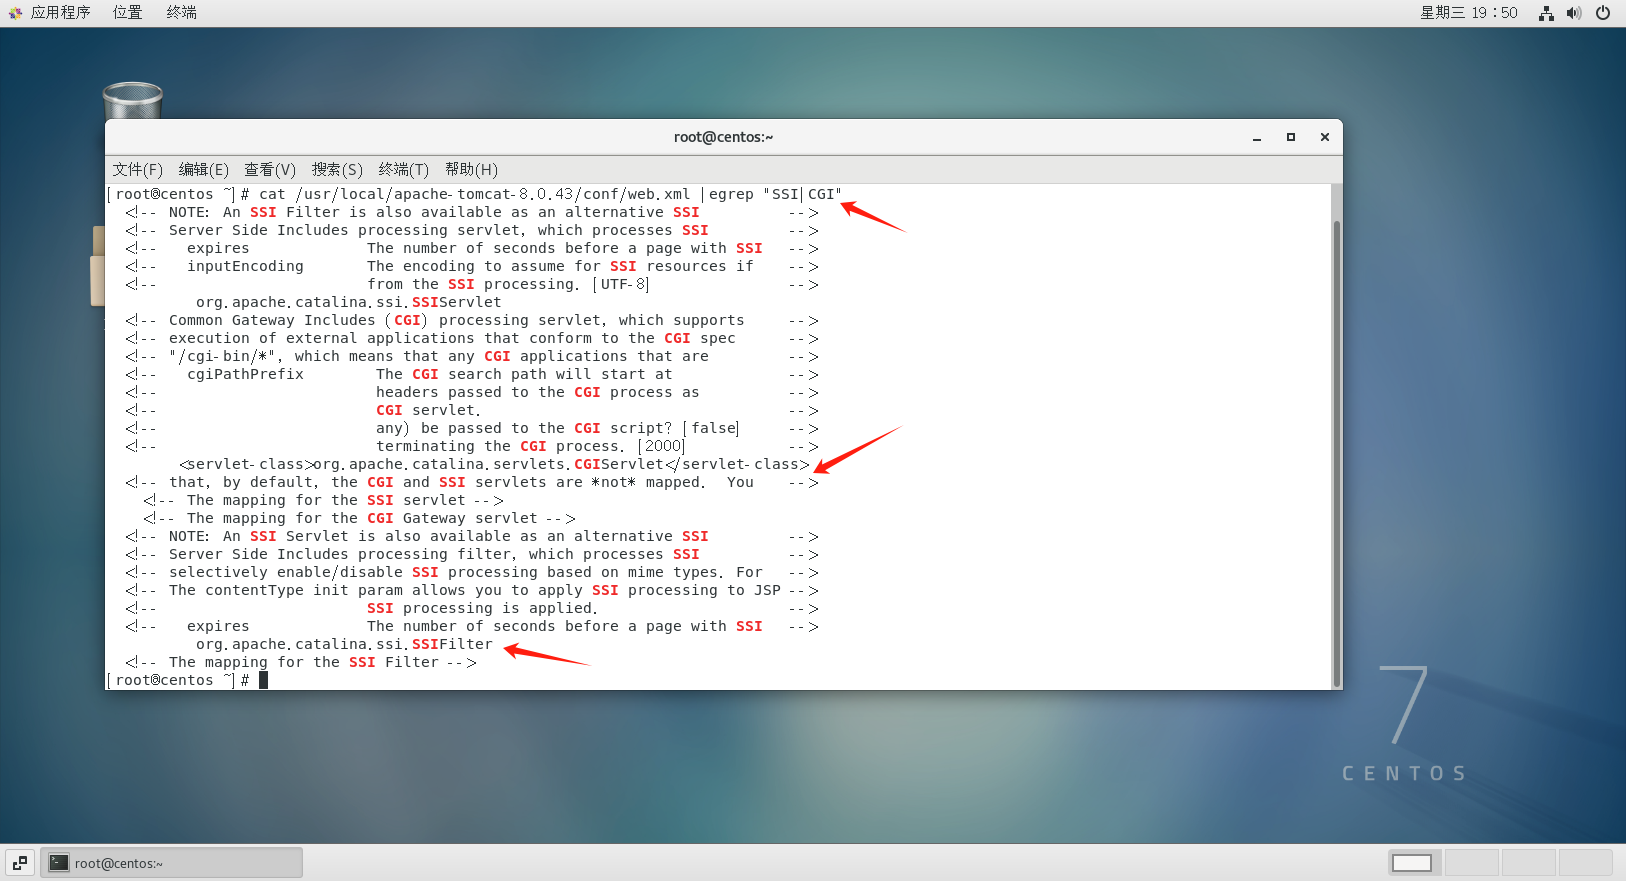 应用程序 位置 终端 星期三 19：50
root@centos:~
文件(F) 编辑(E) 查看(V) 搜索(S) 终端(T) 帮助(H)
[root@centos ~]# cat /usr/local/apache-tomcat-8.0.43/conf/web.xml |egrep "SSI|CGI"
<!-- NOTE: An SSI Filter is also available as an alternative SSI -->
<!-- Server Side Includes processing servlet, which processes SSI -->
<!-- expires The number of seconds before a page with SSI -->
<!-- inputEncoding The encoding to assume for SSI resources if -->
<!-- from the SSI processing. [UTF-8] -->
org.apache.catalina.ssi.SSIServlet
<!-- Common Gateway Includes (CGI) processing servlet, which supports -->
<!-- execution of external applications that conform to the CGI spec -->
<!-- "/cgi-bin/*", which means that any CGI applications that are -->
<!-- cgiPathPrefix The CGI search path will start at -->
<!-- headers passed to the CGI process as -->
<!-- CGI servlet. -->
<!-- any) be passed to the CGI script? [false] -->
<!-- terminating the CGI process. [2000] -->
<servlet-class>org.apache.catalina.servlets.CGIServlet</servlet-class>
<!-- that, by default, the CGI and SSI servlets are *not* mapped. You -->
<!-- The mapping for the SSI servlet -->
<!-- The mapping for the CGI Gateway servlet -->
<!-- NOTE: An SSI Servlet is also available as an alternative SSI -->
<!-- Server Side Includes processing filter, which processes SSI -->
<!-- selectively enable/disable SSI processing based on mime types. For -->
<!-- The contentType init param allows you to apply SSI processing to JSP -->
<!-- SSI processing is applied. -->
<!-- expires The number of seconds before a page with SSI -->
org.apache.catalina.ssi.SSIFilter
<!-- The mapping for the SSI Filter -->
[root@centos ~]#
7
CENTOS
root@centos:~